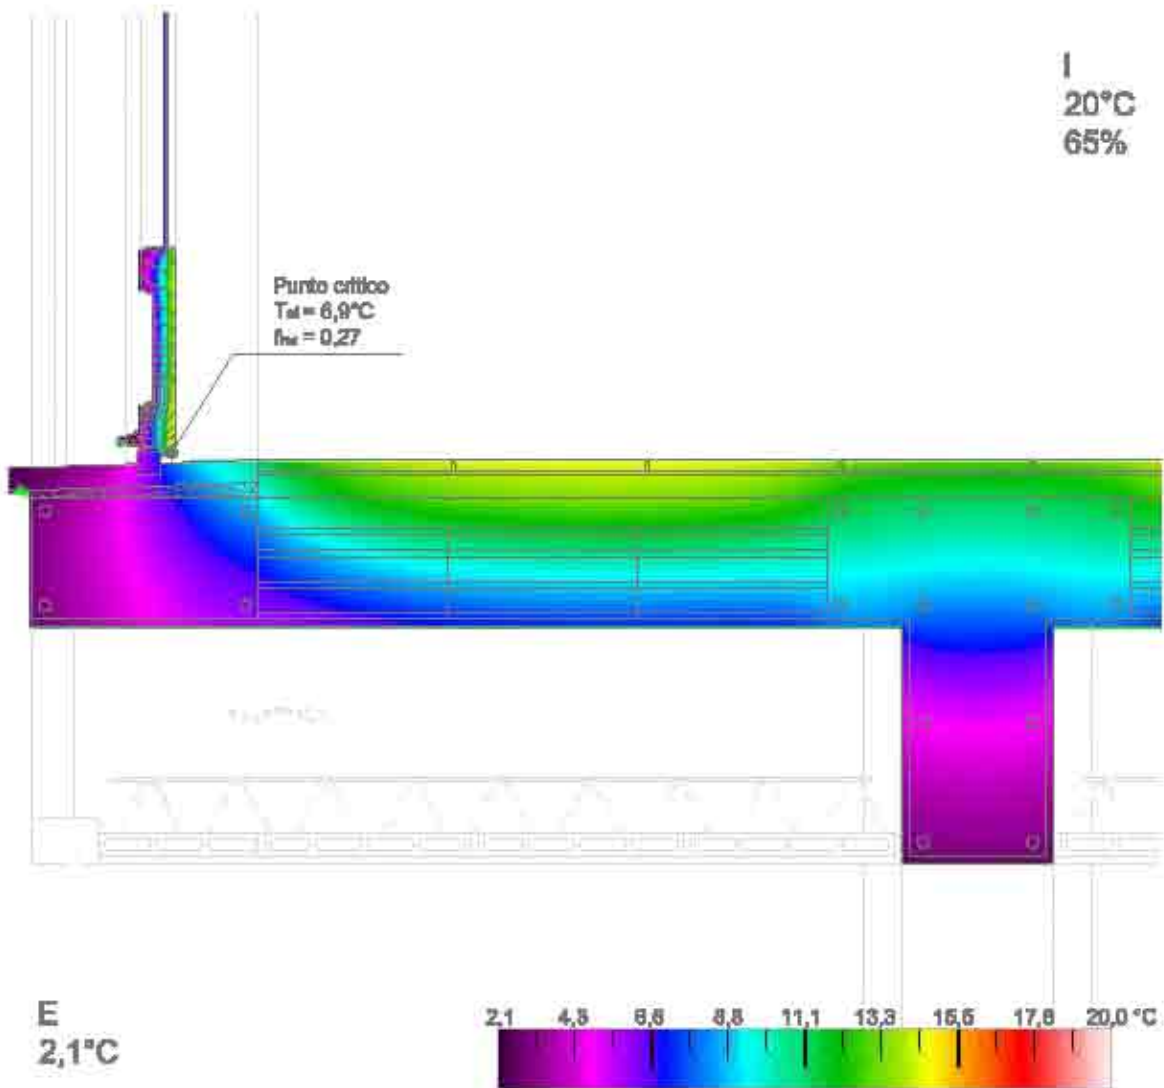 I
20°C
65%
Punto critico
Tsi = 6,9°C
fRsi = 0,27
E
2,1°C
2,1 4,3 6,6 8,8 11,1 13,3 15,5 17,8 20,0 °C